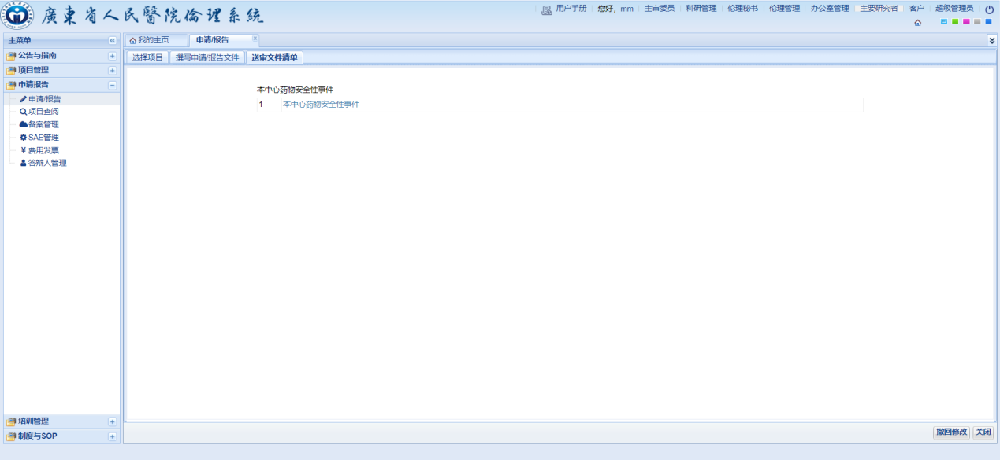 廣東省人民醫院倫理系統
用户手册 您好, mm 主审委员 科研管理 伦理秘书 伦理管理 办公室管理 主要研究者 客户 超级管理员
主菜单
我的主页 申请/报告
公告与指南
选择项目 撰写申请/报告文件 送审文件清单
项目管理
申请报告
本中心药物安全性事件
申请/报告
1 本中心药物安全性事件
项目查阅
备案管理
SAE管理
¥ 费用发票
答辩人管理
培训管理
制度与SOP
撤回修改 关闭